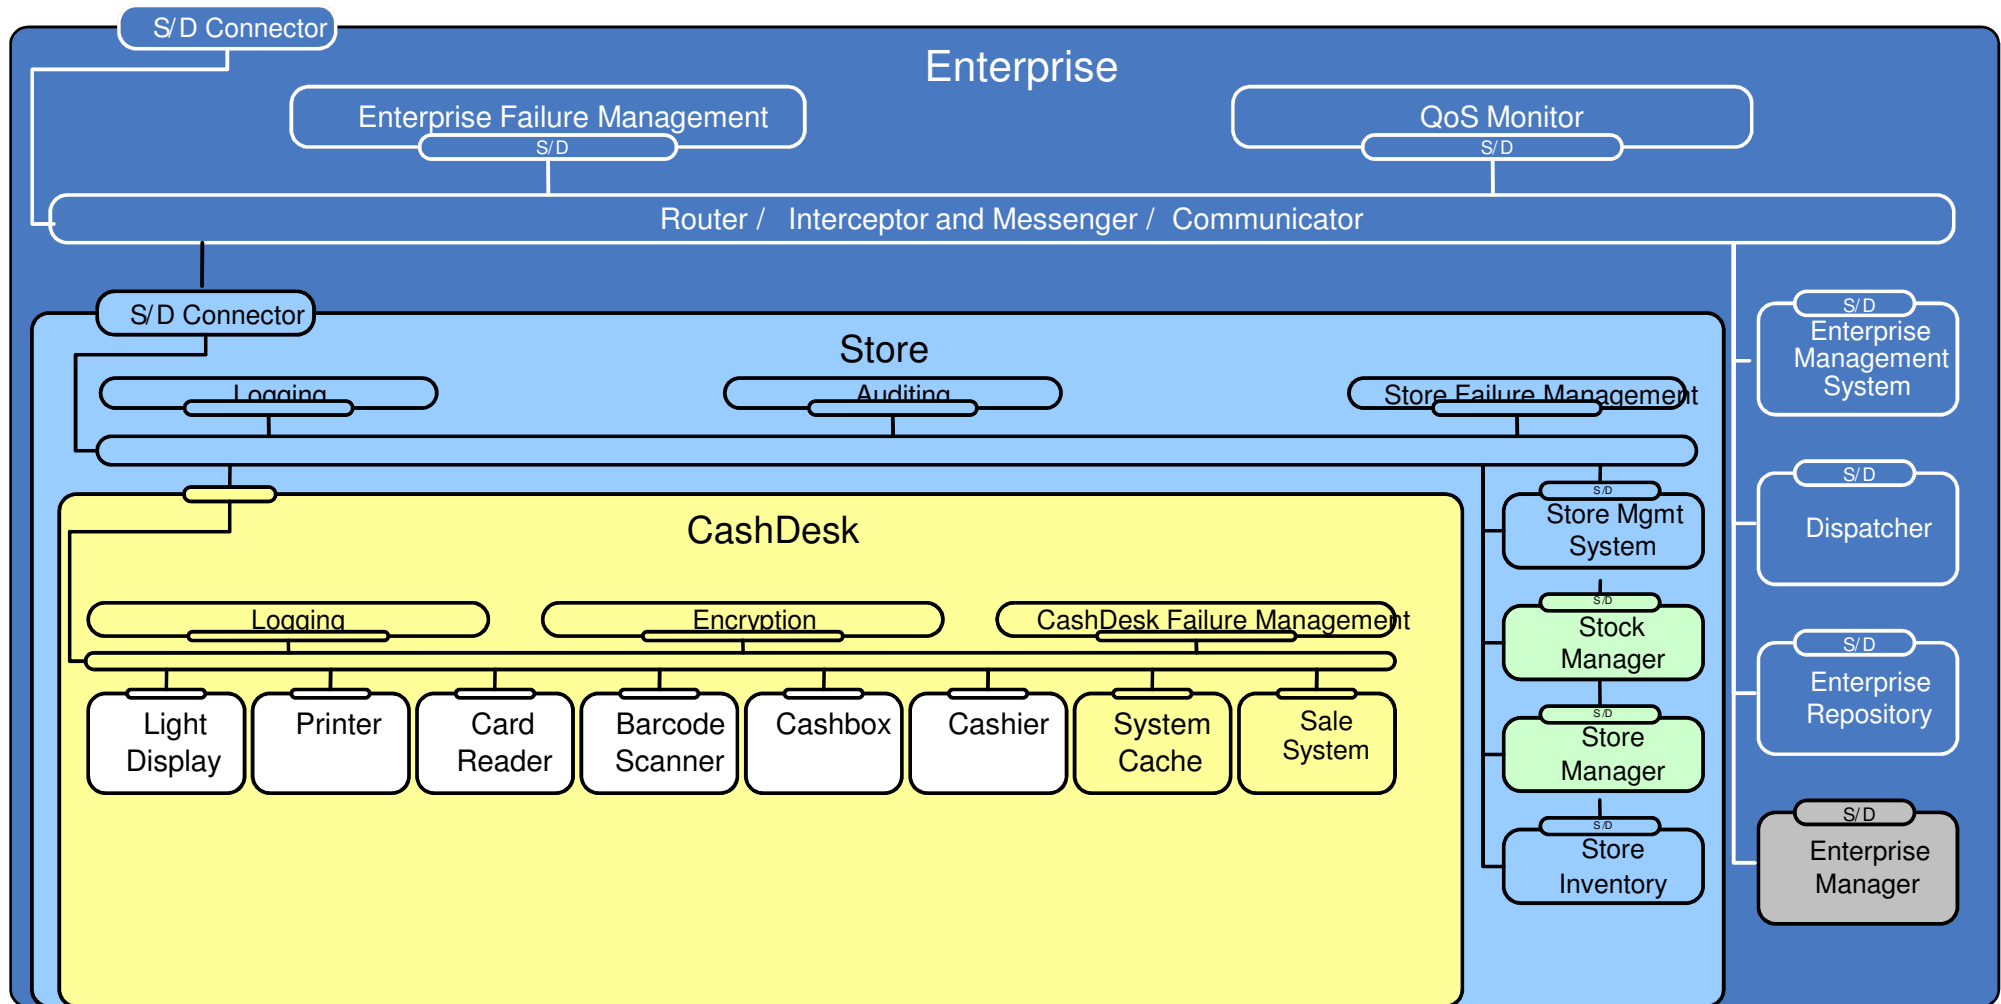 S/D Connector
Enterprise
Enterprise Failure Management
S/D
QoS Monitor
S/D
Router / Interceptor and Messenger / Communicator
S/D Connector
Store
Logging
Auditing
Store Failure Management
S/D
Enterprise
Management
System
S/D
Dispatcher
S/D
Enterprise
Repository
S/D
Enterprise
Manager
S/D
Store Mgmt
System
S/D
Stock
Manager
S/D
Store
Manager
S/D
Store
Inventory
CashDesk
Logging
Encryption
CashDesk Failure Management
Light
Display
Printer
Card
Reader
Barcode
Scanner
Cashbox
Cashier
System
Cache
Sale
System